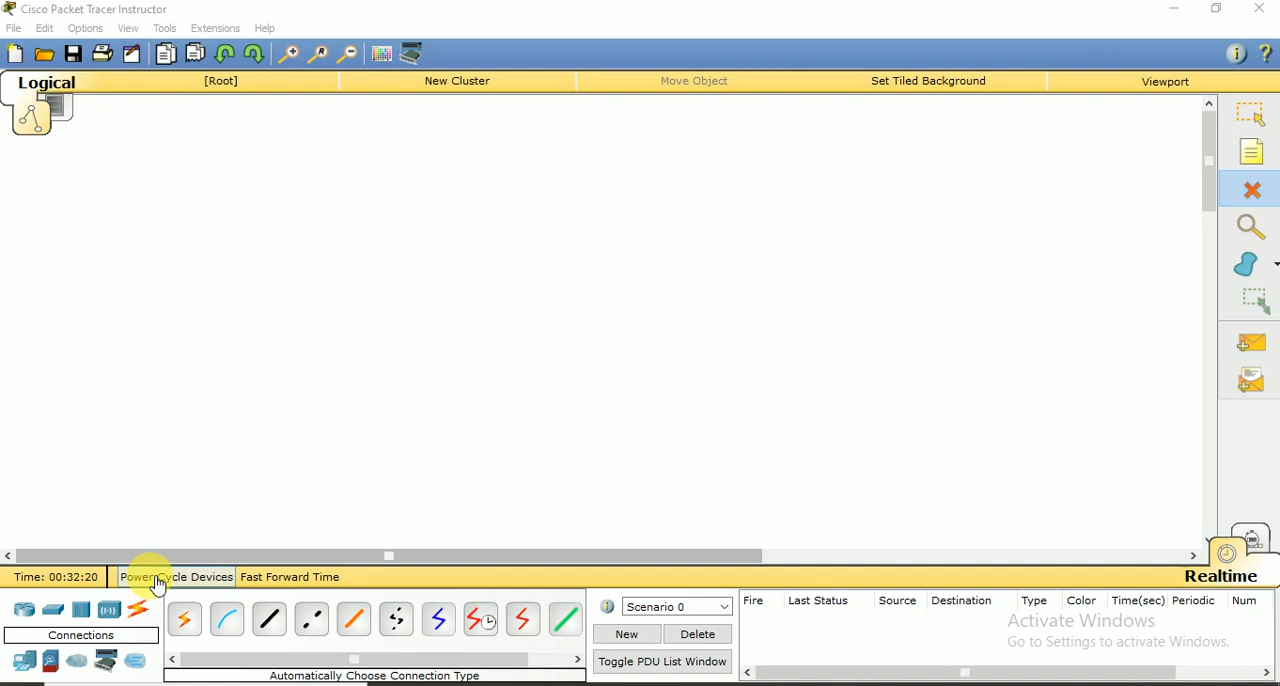 Cisco Packet Tracer Instructor
File Edit Options View Tools Extensions Help
Logical [Root] New Cluster Move Object Set Tiled Background Viewport
Time: 00:32:20 Power Cycle Devices Fast Forward Time Realtime
Connections
Automatically Choose Connection Type
Scenario 0
New Delete
Toggle PDU List Window
Fire Last Status Source Destination Type Color Time(sec) Periodic Num
Activate Windows
Go to Settings to activate Windows.